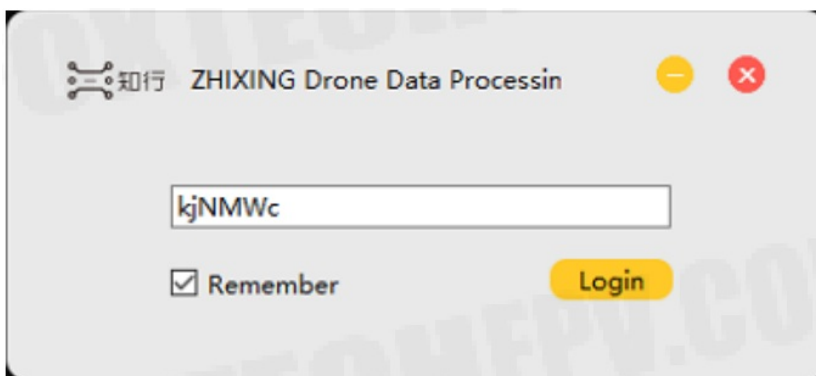 知行 ZHIXING Drone Data Processin
kjNMWc
Remember
Login